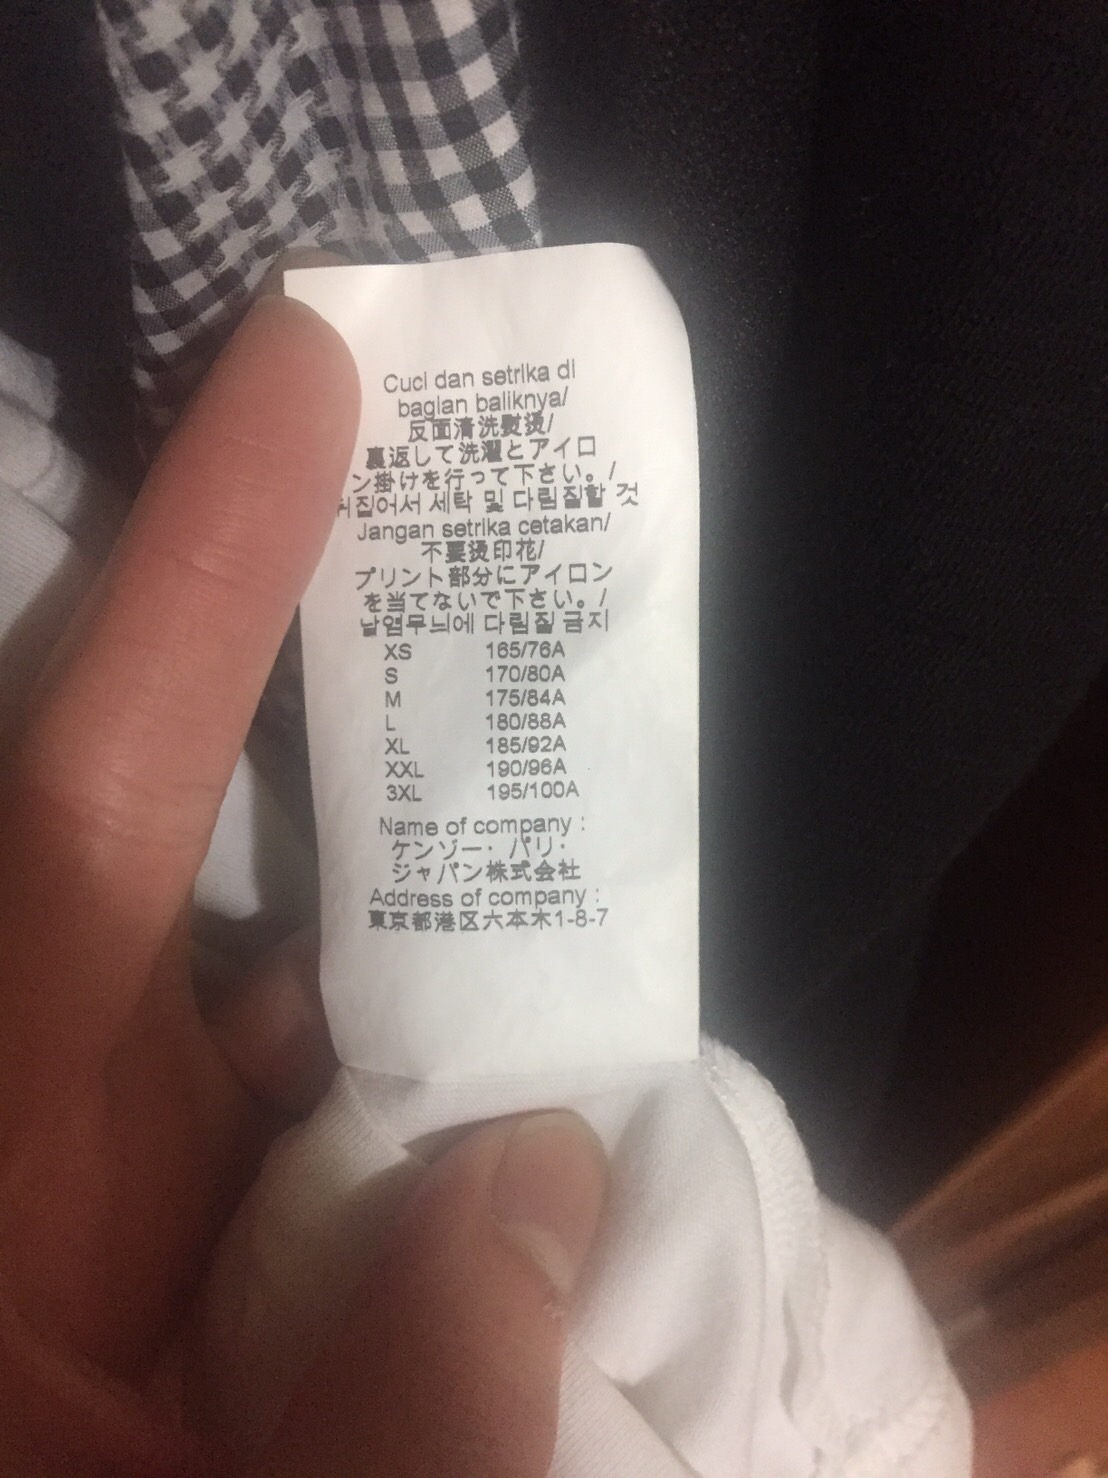 Cuci dan setrika di
bagian baliknya/
反面清洗熨烫/
裏返して洗濯とアイロ
ン掛けを行って下さい。/
뒤집어서 세탁 및 다림질할 것
Jangan setrika cetakan/
不要烫印花/
プリント部分にアイロン
を当てないで下さい。/
날염무늬에 다림질 금지
XS 165/76A
S 170/80A
M 175/84A
L 180/88A
XL 185/92A
XXL 190/96A
3XL 195/100A
Name of company :
ケンゾー・パリ・
ジャパン株式会社
Address of company :
東京都港区六本木1-8-7